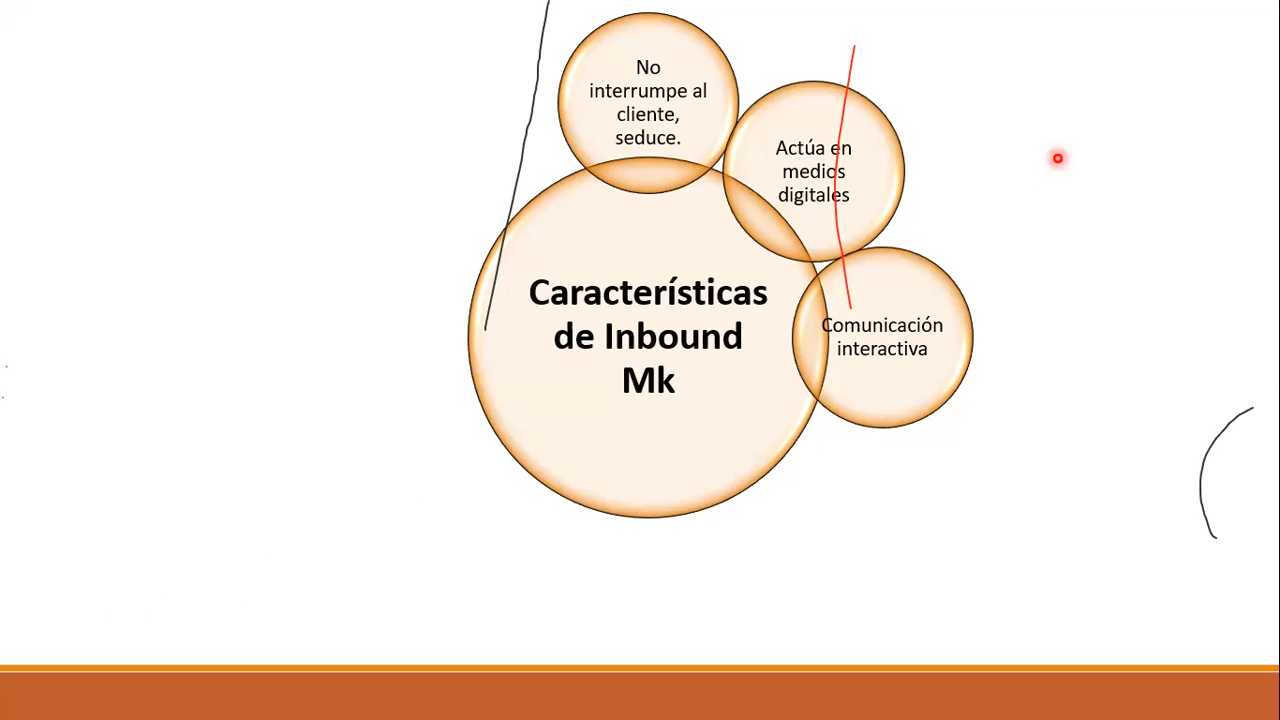 No
interrumpe al
cliente,
seduce.
Actúa en
medios
digitales
Comunicación
interactiva
Características
de Inbound
Mk